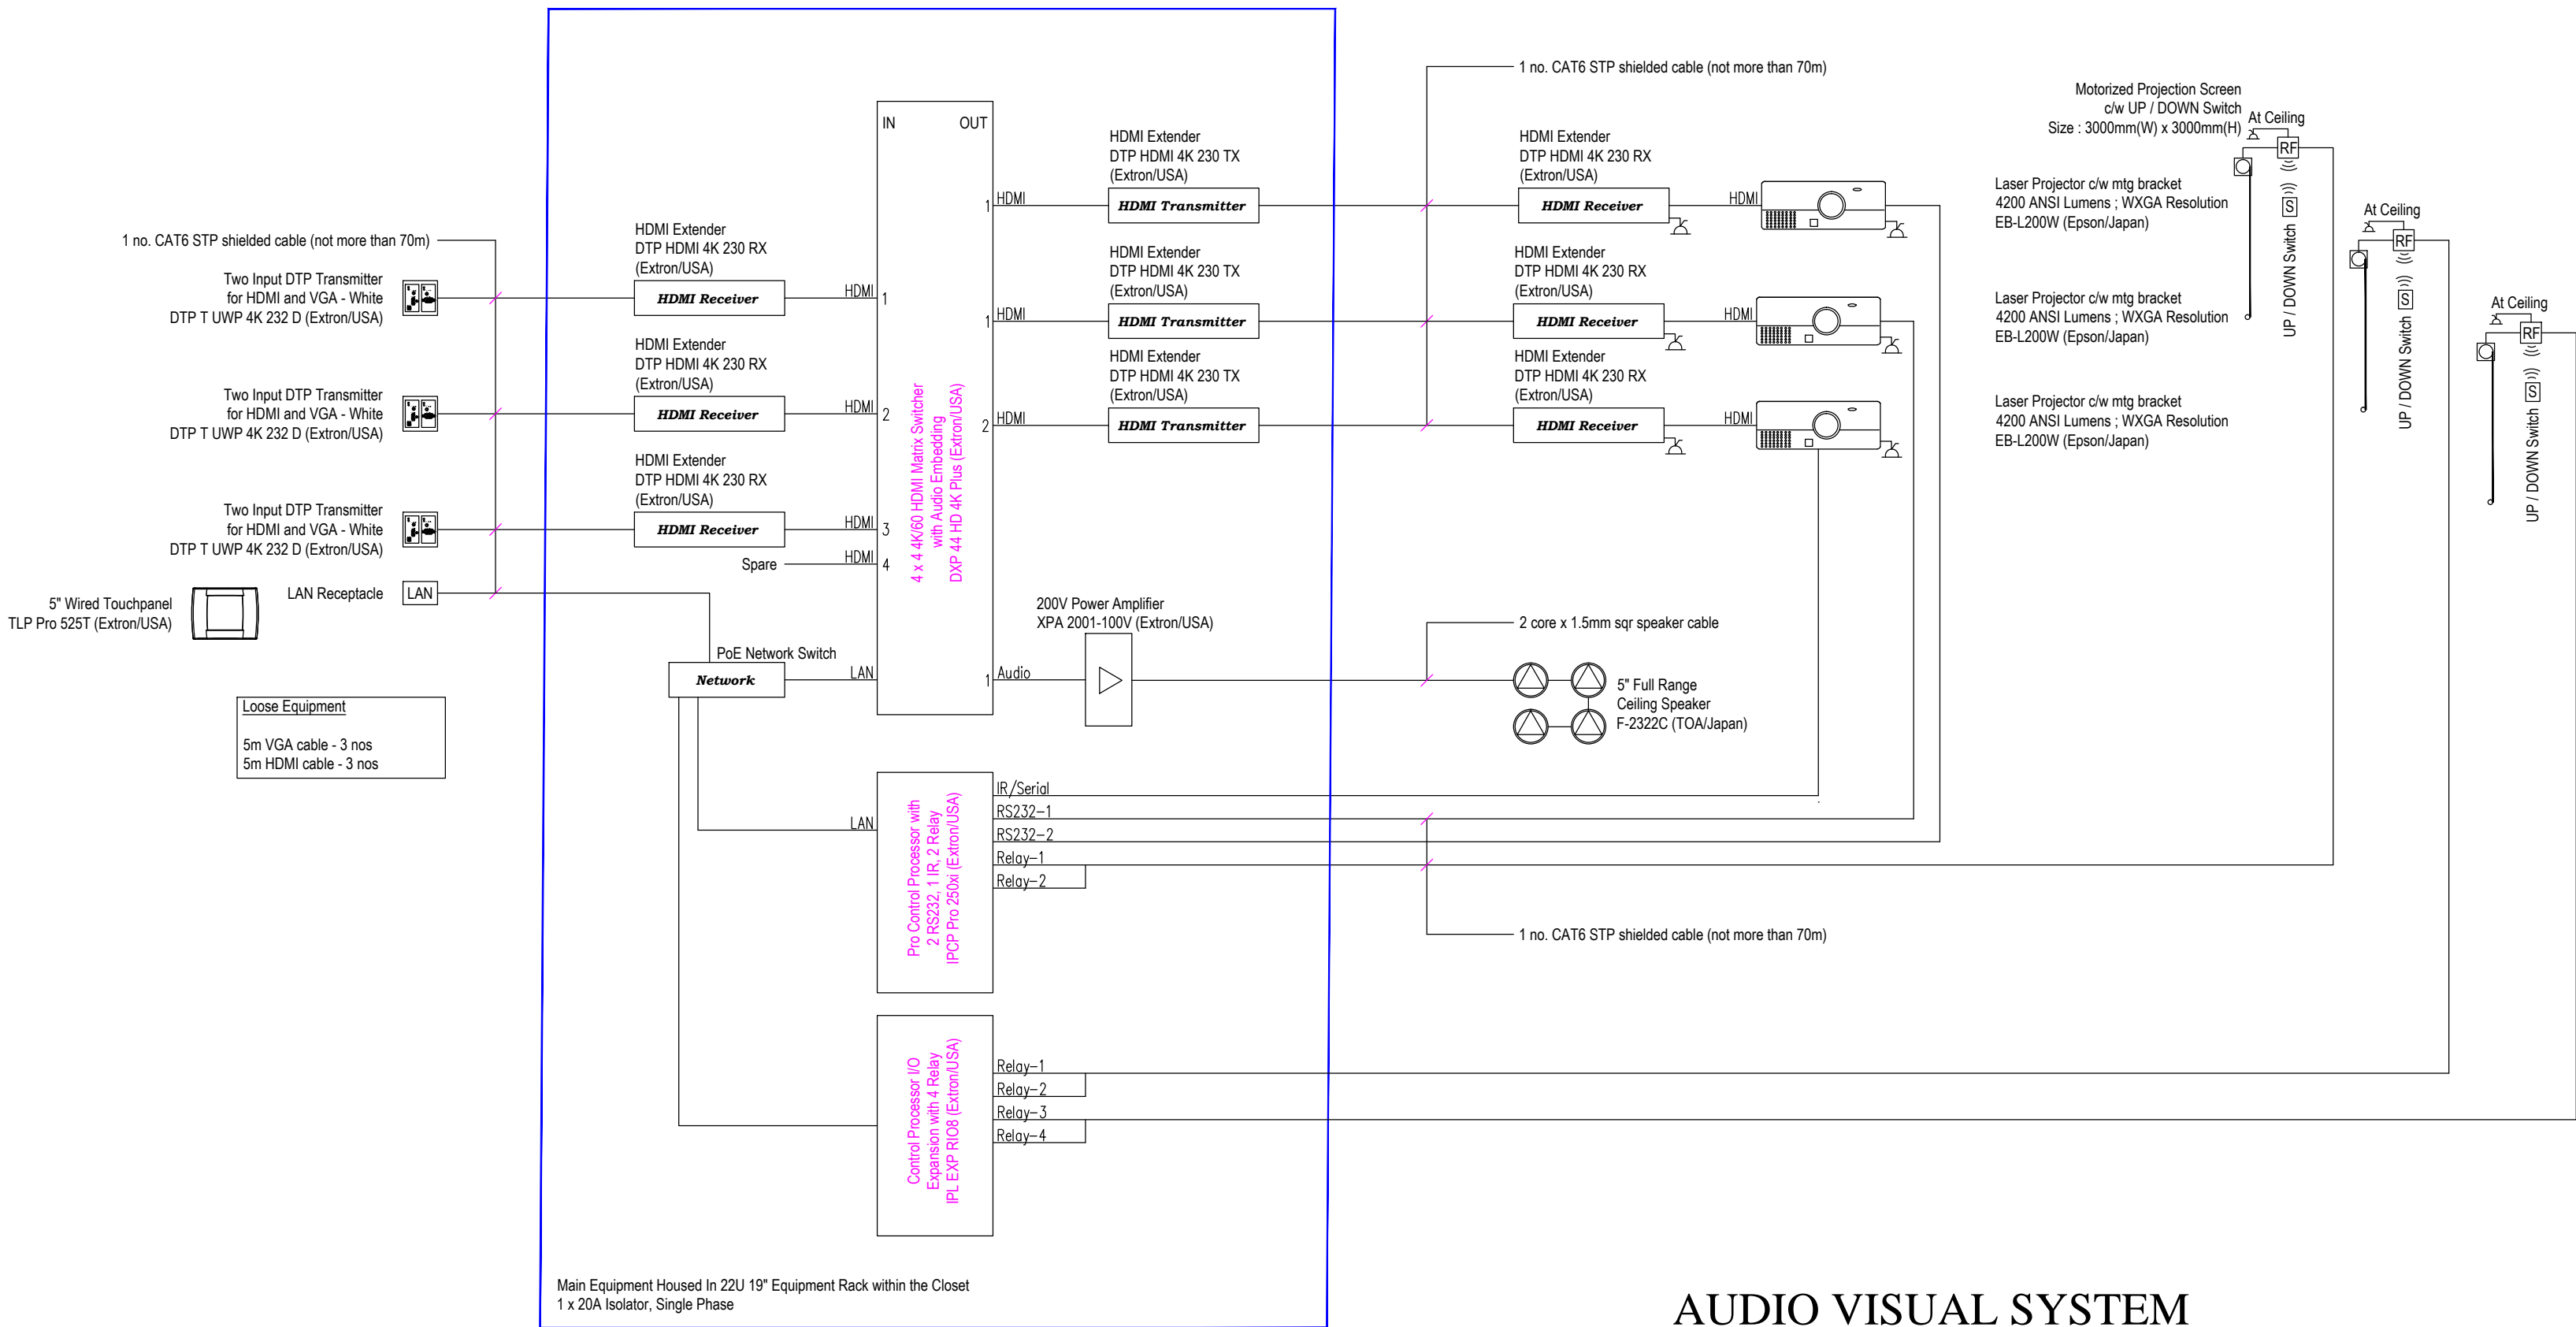 1 no. CAT6 STP shielded cable (not more than 70m)
Two Input DTP Transmitter
for HDMI and VGA - White
DTP T UWP 4K 232 D (Extron/USA)
Two Input DTP Transmitter
for HDMI and VGA - White
DTP T UWP 4K 232 D (Extron/USA)
Two Input DTP Transmitter
for HDMI and VGA - White
DTP T UWP 4K 232 D (Extron/USA)
LAN Receptacle
LAN
5" Wired Touchpanel
TLP Pro 525T (Extron/USA)
Loose Equipment
5m VGA cable - 3 nos
5m HDMI cable - 3 nos
HDMI Extender
DTP HDMI 4K 230 RX
(Extron/USA)
HDMI Receiver
HDMI
1
HDMI Extender
DTP HDMI 4K 230 RX
(Extron/USA)
HDMI Receiver
HDMI
2
HDMI Extender
DTP HDMI 4K 230 RX
(Extron/USA)
HDMI Receiver
HDMI
3
Spare
HDMI
4
PoE Network Switch
Network
LAN
IN
OUT
4 x 4 4K/60 HDMI Matrix Switcher
with Audio Embedding
DXP 44 HD 4K Plus (Extron/USA)
1
HDMI
HDMI Extender
DTP HDMI 4K 230 TX
(Extron/USA)
HDMI Transmitter
1
HDMI
HDMI Extender
DTP HDMI 4K 230 TX
(Extron/USA)
HDMI Transmitter
2
HDMI
HDMI Extender
DTP HDMI 4K 230 TX
(Extron/USA)
HDMI Transmitter
1
Audio
200V Power Amplifier
XPA 2001-100V (Extron/USA)
LAN
Pro Control Processor with
2 RS232, 1 IR, 2 Relay
IPCP Pro 250xi (Extron/USA)
IR/Serial
RS232-1
RS232-2
Relay-1
Relay-2
Control Processor I/O
Expansion with 4 Relay
IPL EXP RIO8 (Extron/USA)
Relay-1
Relay-2
Relay-3
Relay-4
Main Equipment Housed In 22U 19" Equipment Rack within the Closet
1 x 20A Isolator, Single Phase
1 no. CAT6 STP shielded cable (not more than 70m)
HDMI Extender
DTP HDMI 4K 230 RX
(Extron/USA)
HDMI Receiver
HDMI
HDMI Extender
DTP HDMI 4K 230 RX
(Extron/USA)
HDMI Receiver
HDMI
HDMI Extender
DTP HDMI 4K 230 RX
(Extron/USA)
HDMI Receiver
HDMI
2 core x 1.5mm sqr speaker cable
5" Full Range
Ceiling Speaker
F-2322C (TOA/Japan)
1 no. CAT6 STP shielded cable (not more than 70m)
Laser Projector c/w mtg bracket
4200 ANSI Lumens ; WXGA Resolution
EB-L200W (Epson/Japan)
Laser Projector c/w mtg bracket
4200 ANSI Lumens ; WXGA Resolution
EB-L200W (Epson/Japan)
Laser Projector c/w mtg bracket
4200 ANSI Lumens ; WXGA Resolution
EB-L200W (Epson/Japan)
Motorized Projection Screen
c/w UP / DOWN Switch
Size : 3000mm(W) x 3000mm(H)
At Ceiling
RF
S
UP / DOWN Switch
At Ceiling
RF
S
UP / DOWN Switch
At Ceiling
RF
S
UP / DOWN Switch
AUDIO VISUAL SYSTEM